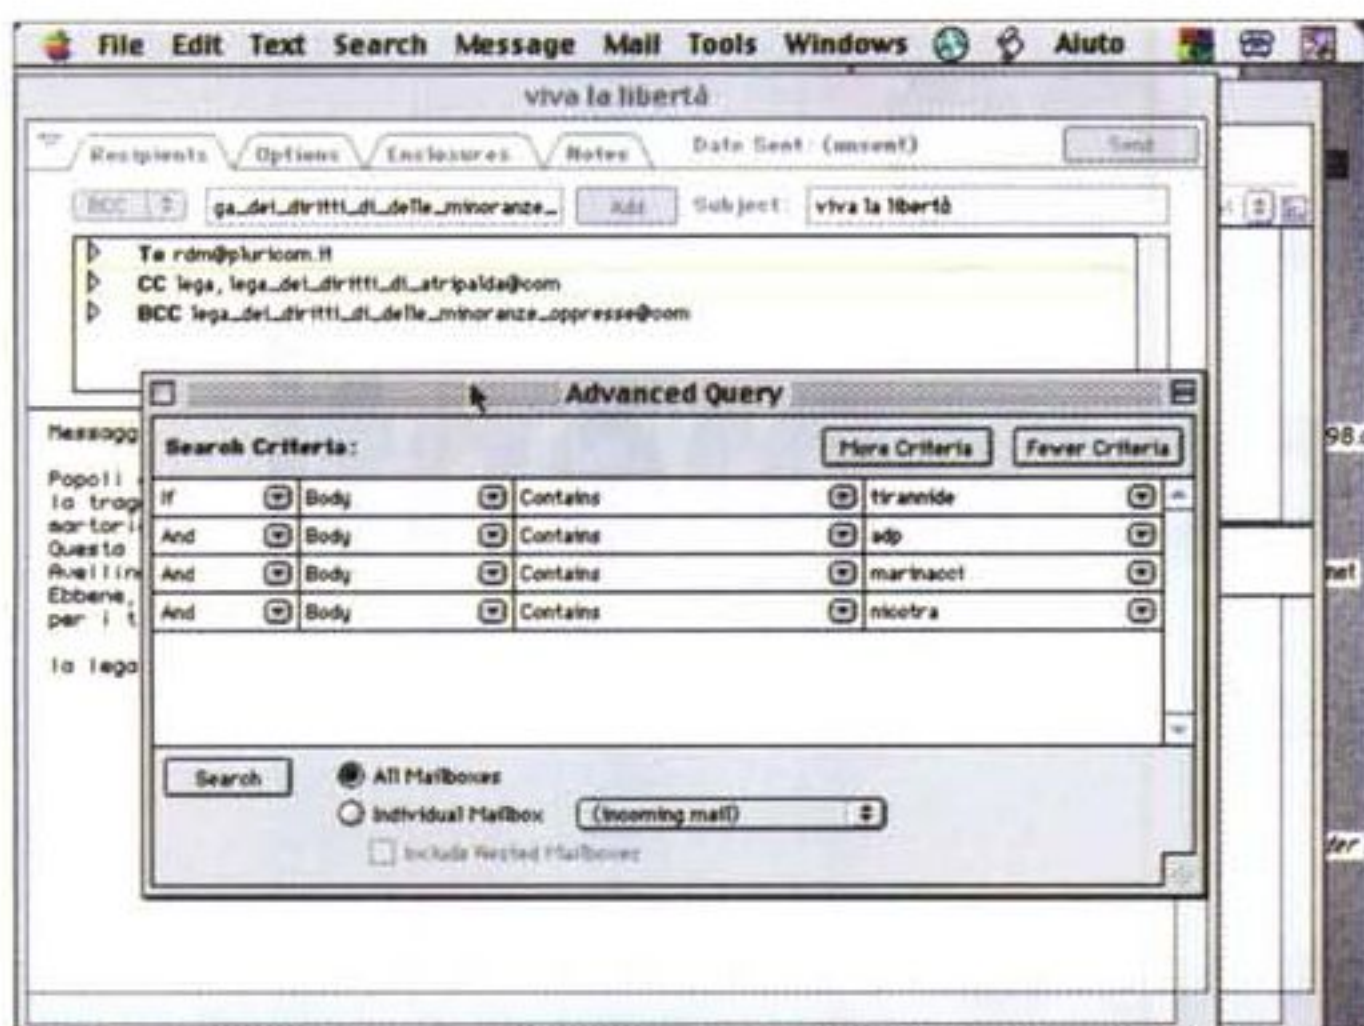 File Edit Text Search Message Mail Tools Windows Aiuto
viva la libertà
Recipients Options Enclosures Notes Date Sent: (unsent) Send
BCC ga_dei_diritti_di_delle_minoranze_ Add Subject: viva la libertà
To rdm@pluricom.it
CC lega, lega_dei_diritti_di_atripalda@com
BCC lega_dei_diritti_di_delle_minoranze_oppresse@com
Advanced Query
Search Criteria: More Criteria Fewer Criteria
If Body Contains tirannide
And Body Contains adp
And Body Contains marinacci
And Body Contains nicotra
Messagg
Popoli
la trag
martori
Questo
Avellin
Ebbene,
per i t
la lega
98.
net
Search All Mailboxes
Individual Mailbox (incoming mail)
Include Nested Mailboxes
der